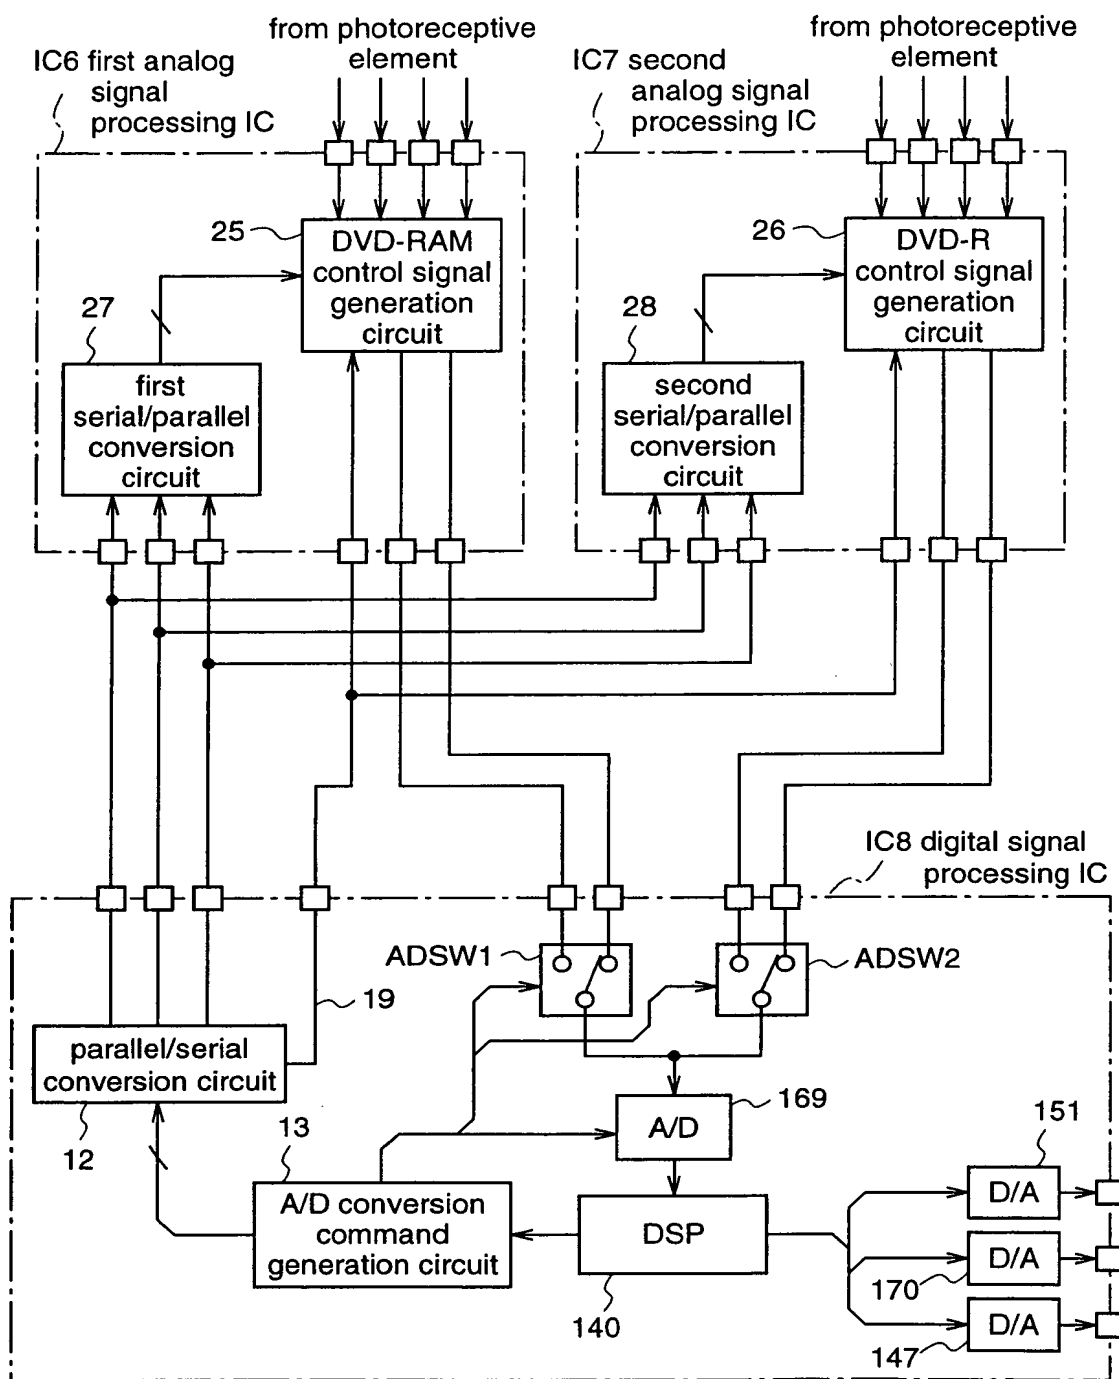 from photoreceptive
element
from photoreceptive
element
IC6 first analog
signal
processing IC
IC7 second
analog signal
processing IC
25
DVD-RAM
control signal
generation
circuit
26
DVD-R
control signal
generation
circuit
27
first
serial/parallel
conversion
circuit
28
second
serial/parallel
conversion
circuit
IC8 digital signal
processing IC
ADSW1
ADSW2
19
parallel/serial
conversion circuit
12
169
A/D
13
A/D conversion
command
generation circuit
DSP
140
151
D/A
170
D/A
147
D/A